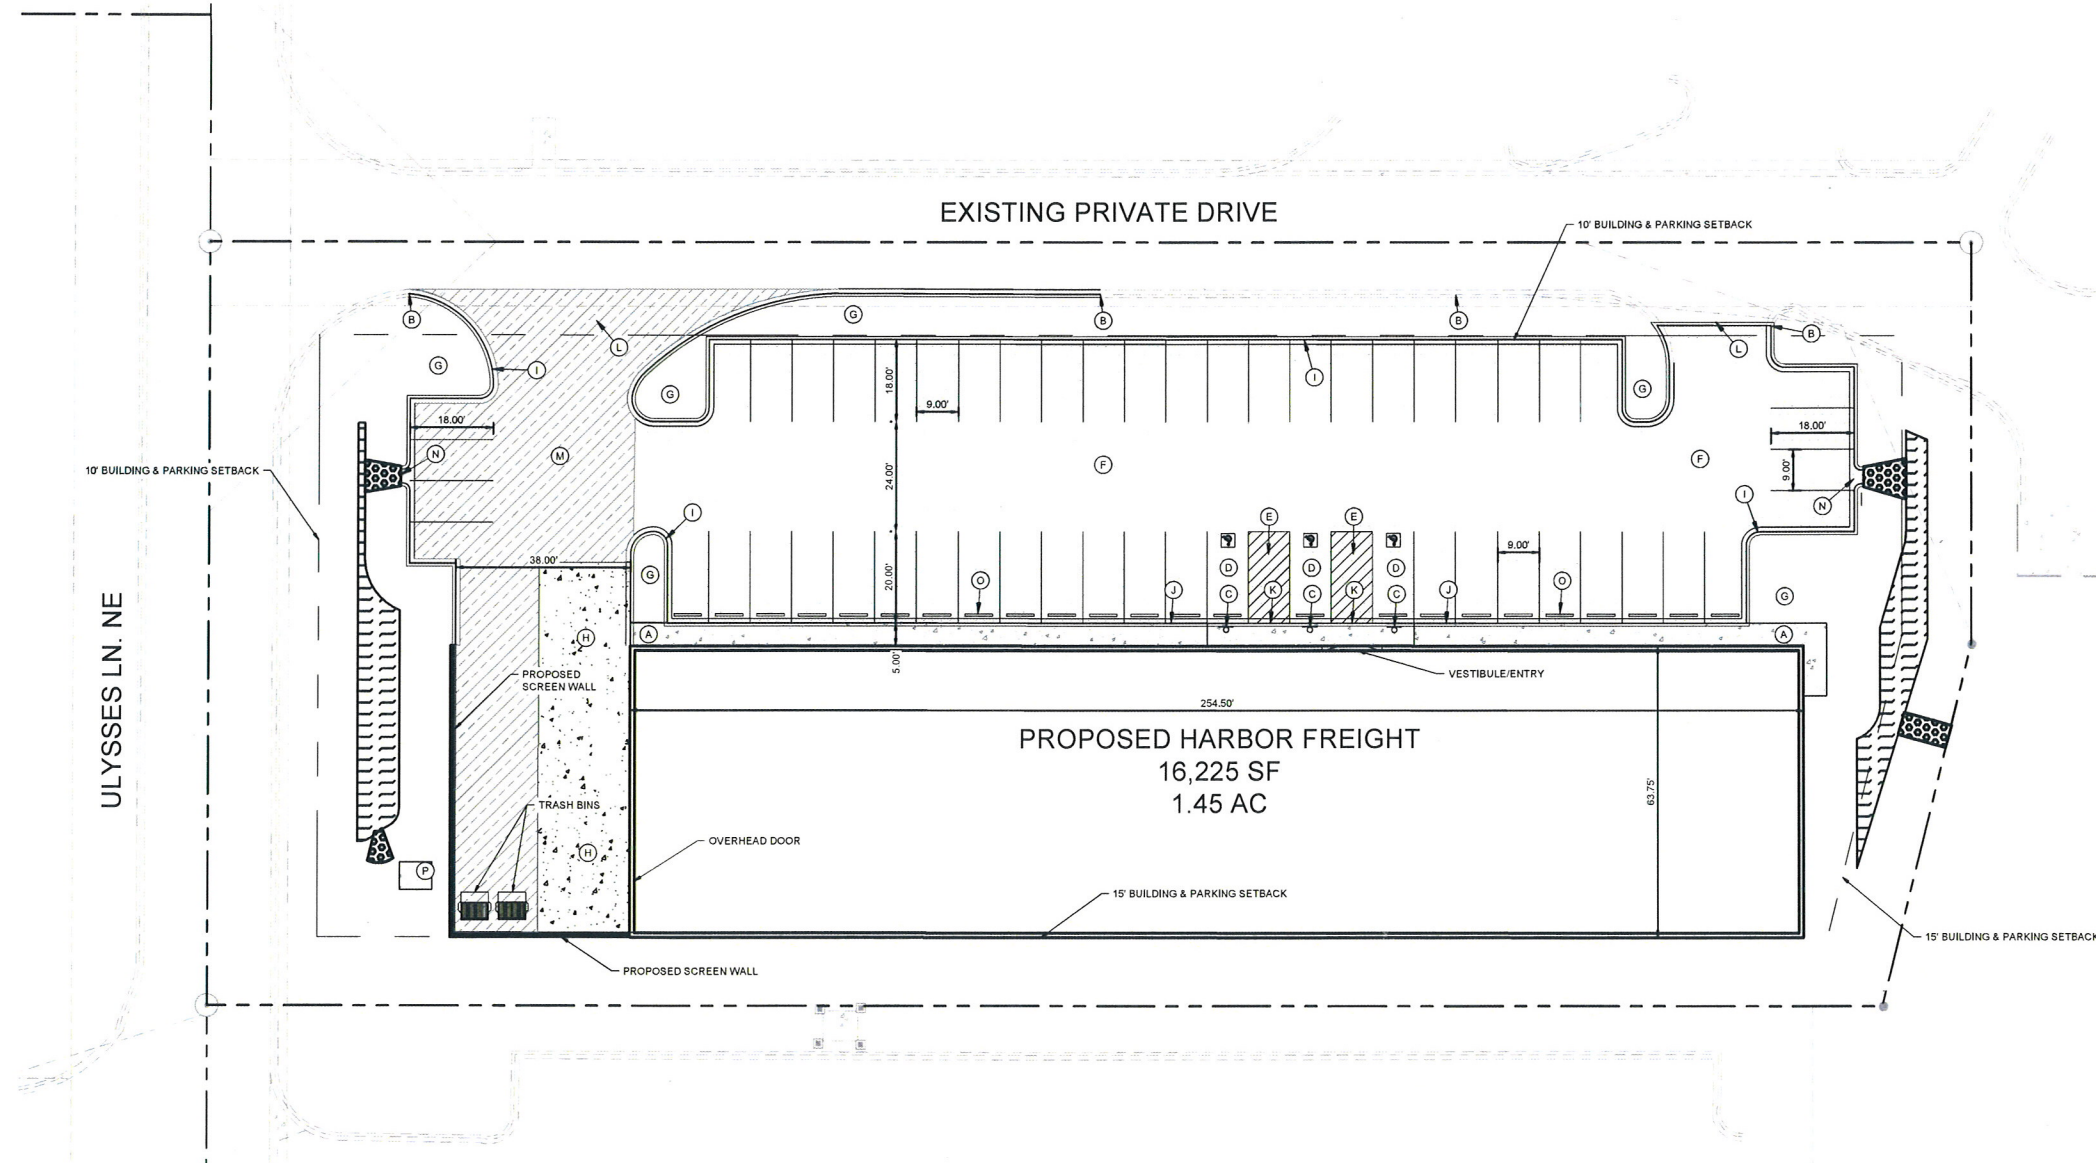 EXISTING PRIVATE DRIVE
10' BUILDING & PARKING SETBACK
B
G
B
B
B
L
L
G
I
I
G
G
18.00'
9.00'
18.00'
18.00'
N
M
F
F
10' BUILDING & PARKING SETBACK
24.00'
9.00'
I
N
I
E
E
9.00'
38.00'
G
20.00'
O
J
D
D
D
C
K
C
K
C
J
O
G
A
H
A
5.00'
PROPOSED
SCREEN WALL
VESTIBULE/ENTRY
254.50'
ULYSSES LN. NE
PROPOSED HARBOR FREIGHT
16,225 SF
1.45 AC
63.75'
TRASH BINS
OVERHEAD DOOR
H
P
15' BUILDING & PARKING SETBACK
15' BUILDING & PARKING SETBACK
PROPOSED SCREEN WALL